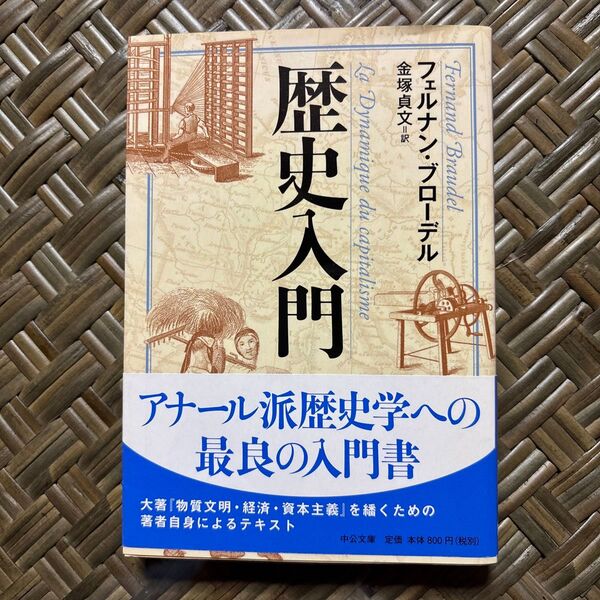 フェルナン・ブローデル
金塚貞文=訳
Fernand Braudel
La Dynamique du capitalisme
歴史入門
アナール派歴史学への
最良の入門書
大著『物質文明・経済・資本主義』を繙くための
著者自身によるテキスト
中公文庫 定価 本体800円(税別)